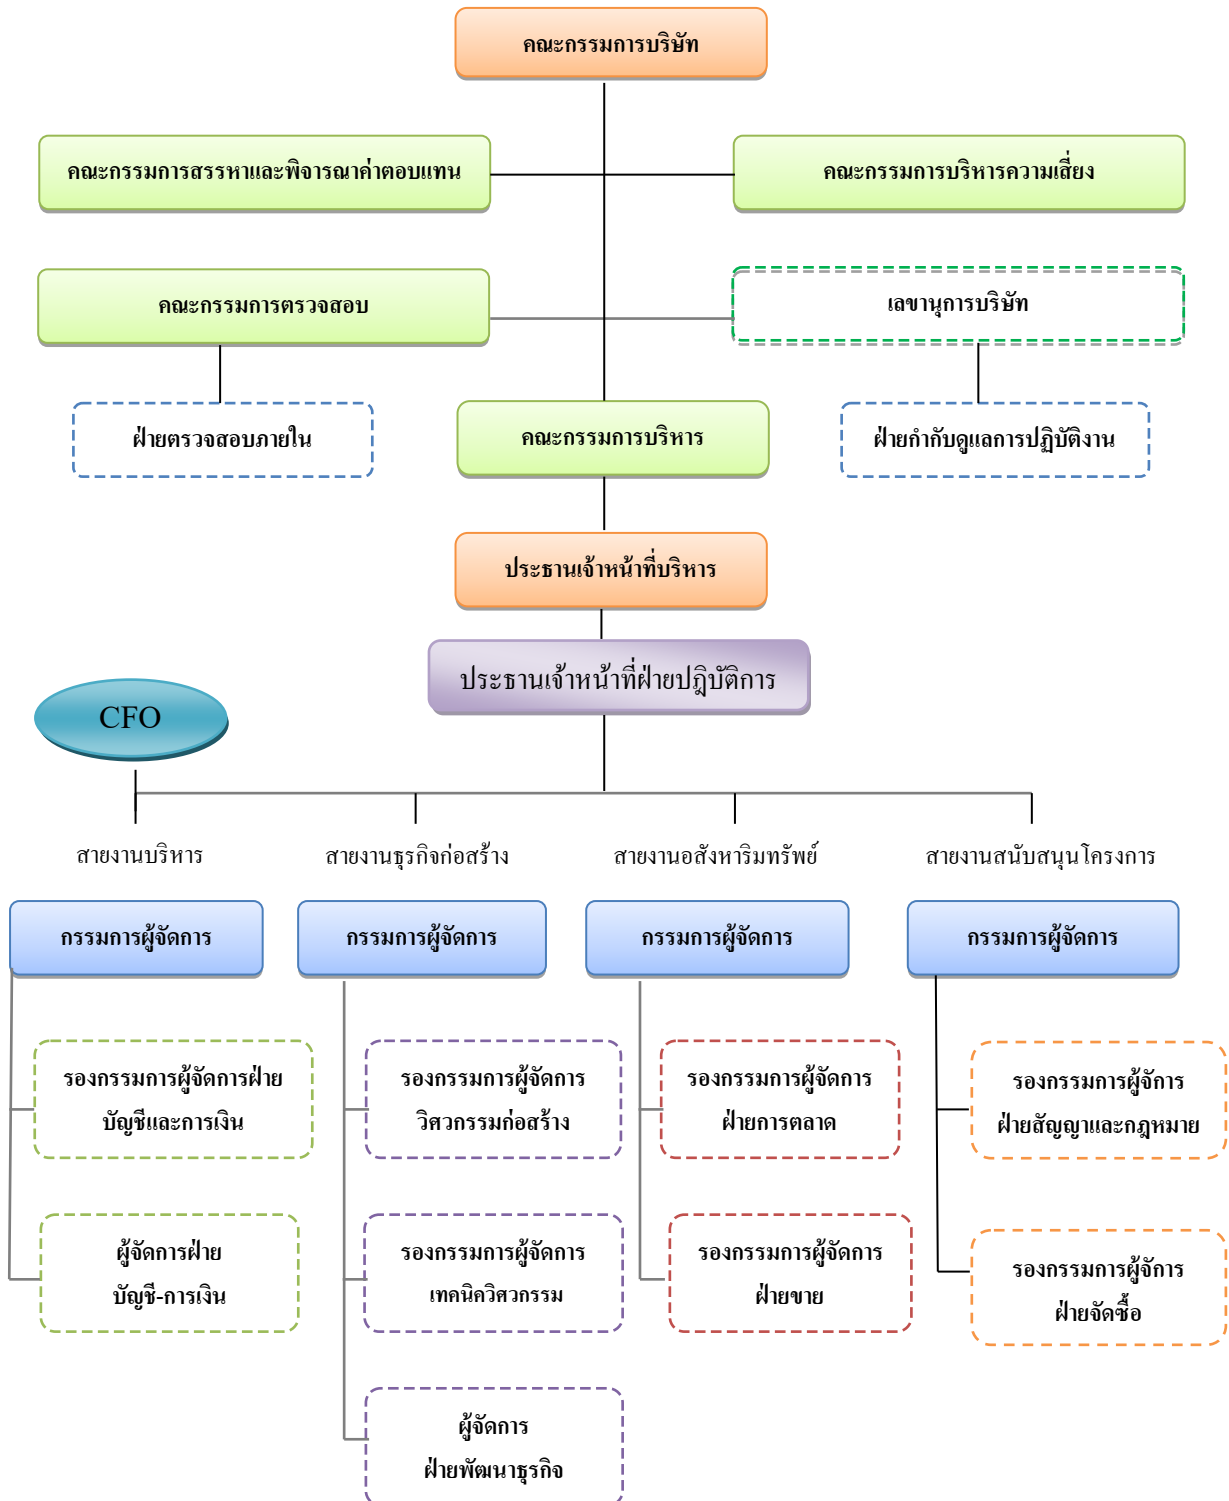 คณะกรรมการบริษัท
คณะกรรมการสรรหาและพิจารณาค่าตอบแทน
คณะกรรมการบริหารความเสี่ยง
คณะกรรมการตรวจสอบ
เลขานุการบริษัท
ฝ่ายตรวจสอบภายใน
คณะกรรมการบริหาร
ฝ่ายกำกับดูแลการปฏิบัติงาน
ประธานเจ้าหน้าที่บริหาร
ประธานเจ้าหน้าที่ฝ่ายปฎิบัติการ
CFO
สายงานบริหาร
สายงานธุรกิจก่อสร้าง
สายงานอสังหาริมทรัพย์
สายงานสนับสนุนโครงการ
กรรมการผู้จัดการ
กรรมการผู้จัดการ
กรรมการผู้จัดการ
กรรมการผู้จัดการ
รองกรรมการผู้จัดการฝ่าย
บัญชีและการเงิน
รองกรรมการผู้จัดการ
วิศวกรรมก่อสร้าง
รองกรรมการผู้จัดการ
ฝ่ายการตลาด
รองกรรมการผู้จัการ
ฝ่ายสัญญาและกฎหมาย
ผู้จัดการฝ่าย
บัญชี-การเงิน
รองกรรมการผู้จัดการ
เทคนิควิศวกรรม
รองกรรมการผู้จัดการ
ฝ่ายขาย
รองกรรมการผู้จัการ
ฝ่ายจัดซื้อ
ผู้จัดการ
ฝ่ายพัฒนาธุรกิจ